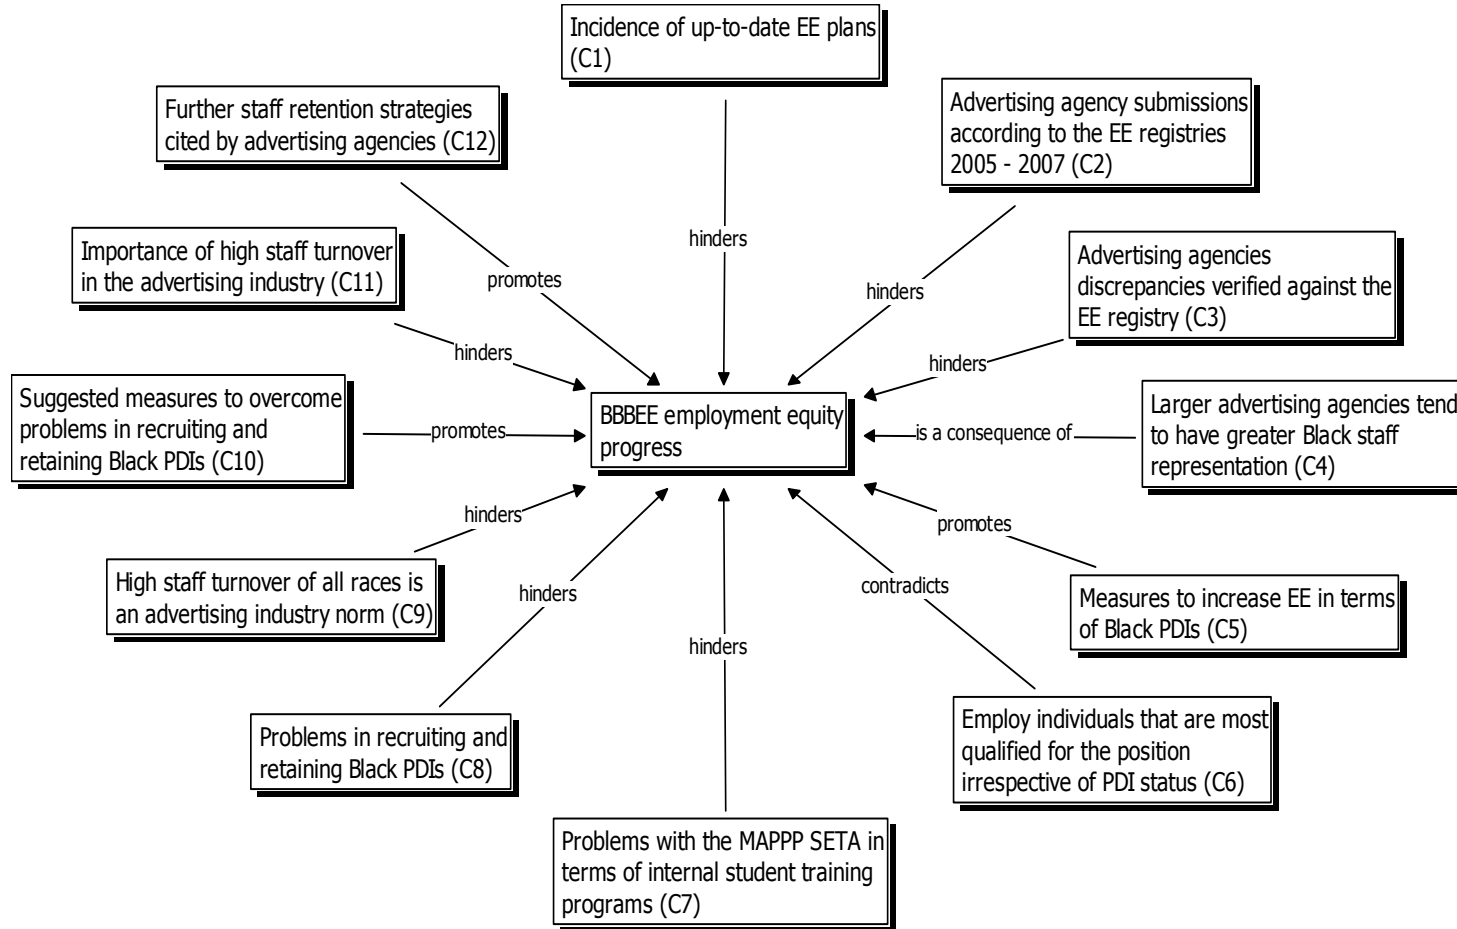 Incidence of up-to-date EE plans
(C1)
Further staff retention strategies
cited by advertising agencies (C12)
Advertising agency submissions
according to the EE registries
2005 - 2007 (C2)
Importance of high staff turnover
in the advertising industry (C11)
Advertising agencies
discrepancies verified against the
EE registry (C3)
hinders
promotes
hinders
hinders
hinders
Suggested measures to overcome
problems in recruiting and
retaining Black PDIs (C10)
promotes
BBBEE employment equity
progress
is a consequence of
Larger advertising agencies tend
to have greater Black staff
representation (C4)
hinders
promotes
High staff turnover of all races is
an advertising industry norm (C9)
hinders
contradicts
Measures to increase EE in terms
of Black PDIs (C5)
hinders
Problems in recruiting and
retaining Black PDIs (C8)
Employ individuals that are most
qualified for the position
irrespective of PDI status (C6)
Problems with the MAPPP SETA in
terms of internal student training
programs (C7)